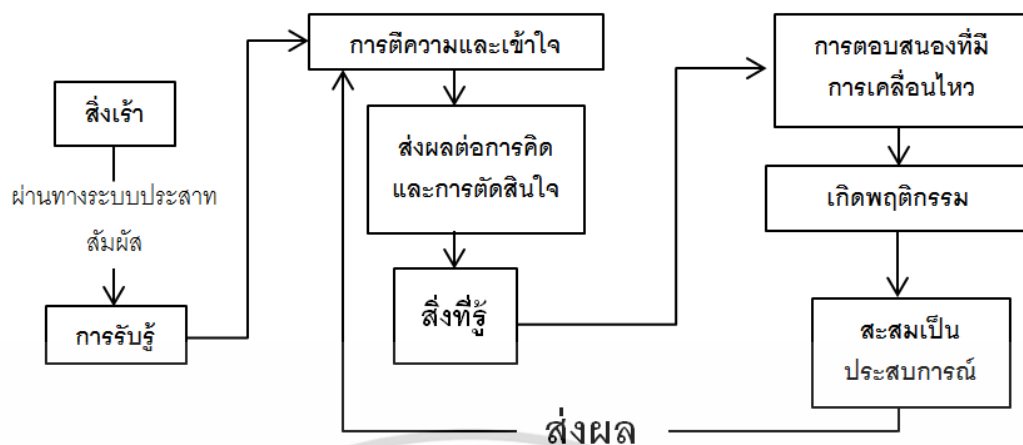 สิ่งเร้า
ผ่านทางระบบประสาท
สัมผัส
การรับรู้
การตีความและเข้าใจ
ส่งผลต่อการคิด
และการตัดสินใจ
สิ่งที่รู้
การตอบสนองที่มี
การเคลื่อนไหว
เกิดพฤติกรรม
สะสมเป็น
ประสบการณ์
ส่งผล